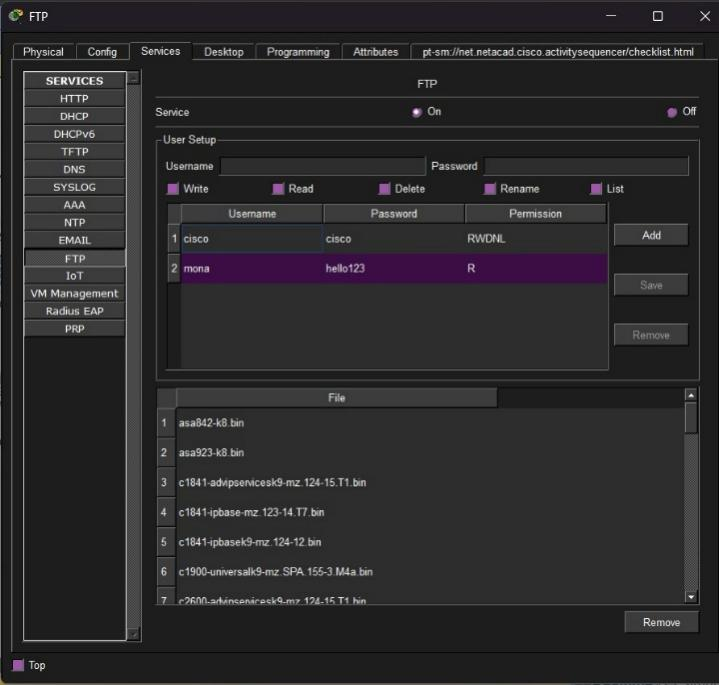 FTP
Physical Config Services Desktop Programming Attributes pt-sm://net.netacad.cisco.activitysequencer/checklist.html
SERVICES
HTTP
DHCP
DHCPv6
TFTP
DNS
SYSLOG
AAA
NTP
EMAIL
FTP
IoT
VM Management
Radius EAP
PRP
FTP
Service On Off
User Setup
Username Password
Write Read Delete Rename List
Username Password Permission
1 cisco cisco RWDNL
2 mona hello123 R
Add
Save
Remove
File
1 asa842-k8.bin
2 asa923-k8.bin
3 c1841-advipservicesk9-mz.124-15.T1.bin
4 c1841-ipbase-mz.123-14.T7.bin
5 c1841-ipbasek9-mz.124-12.bin
6 c1900-universalk9-mz.SPA.155-3.M4a.bin
7 c2600-advipservicesk9-mz.124-15.T1.bin
Remove
Top